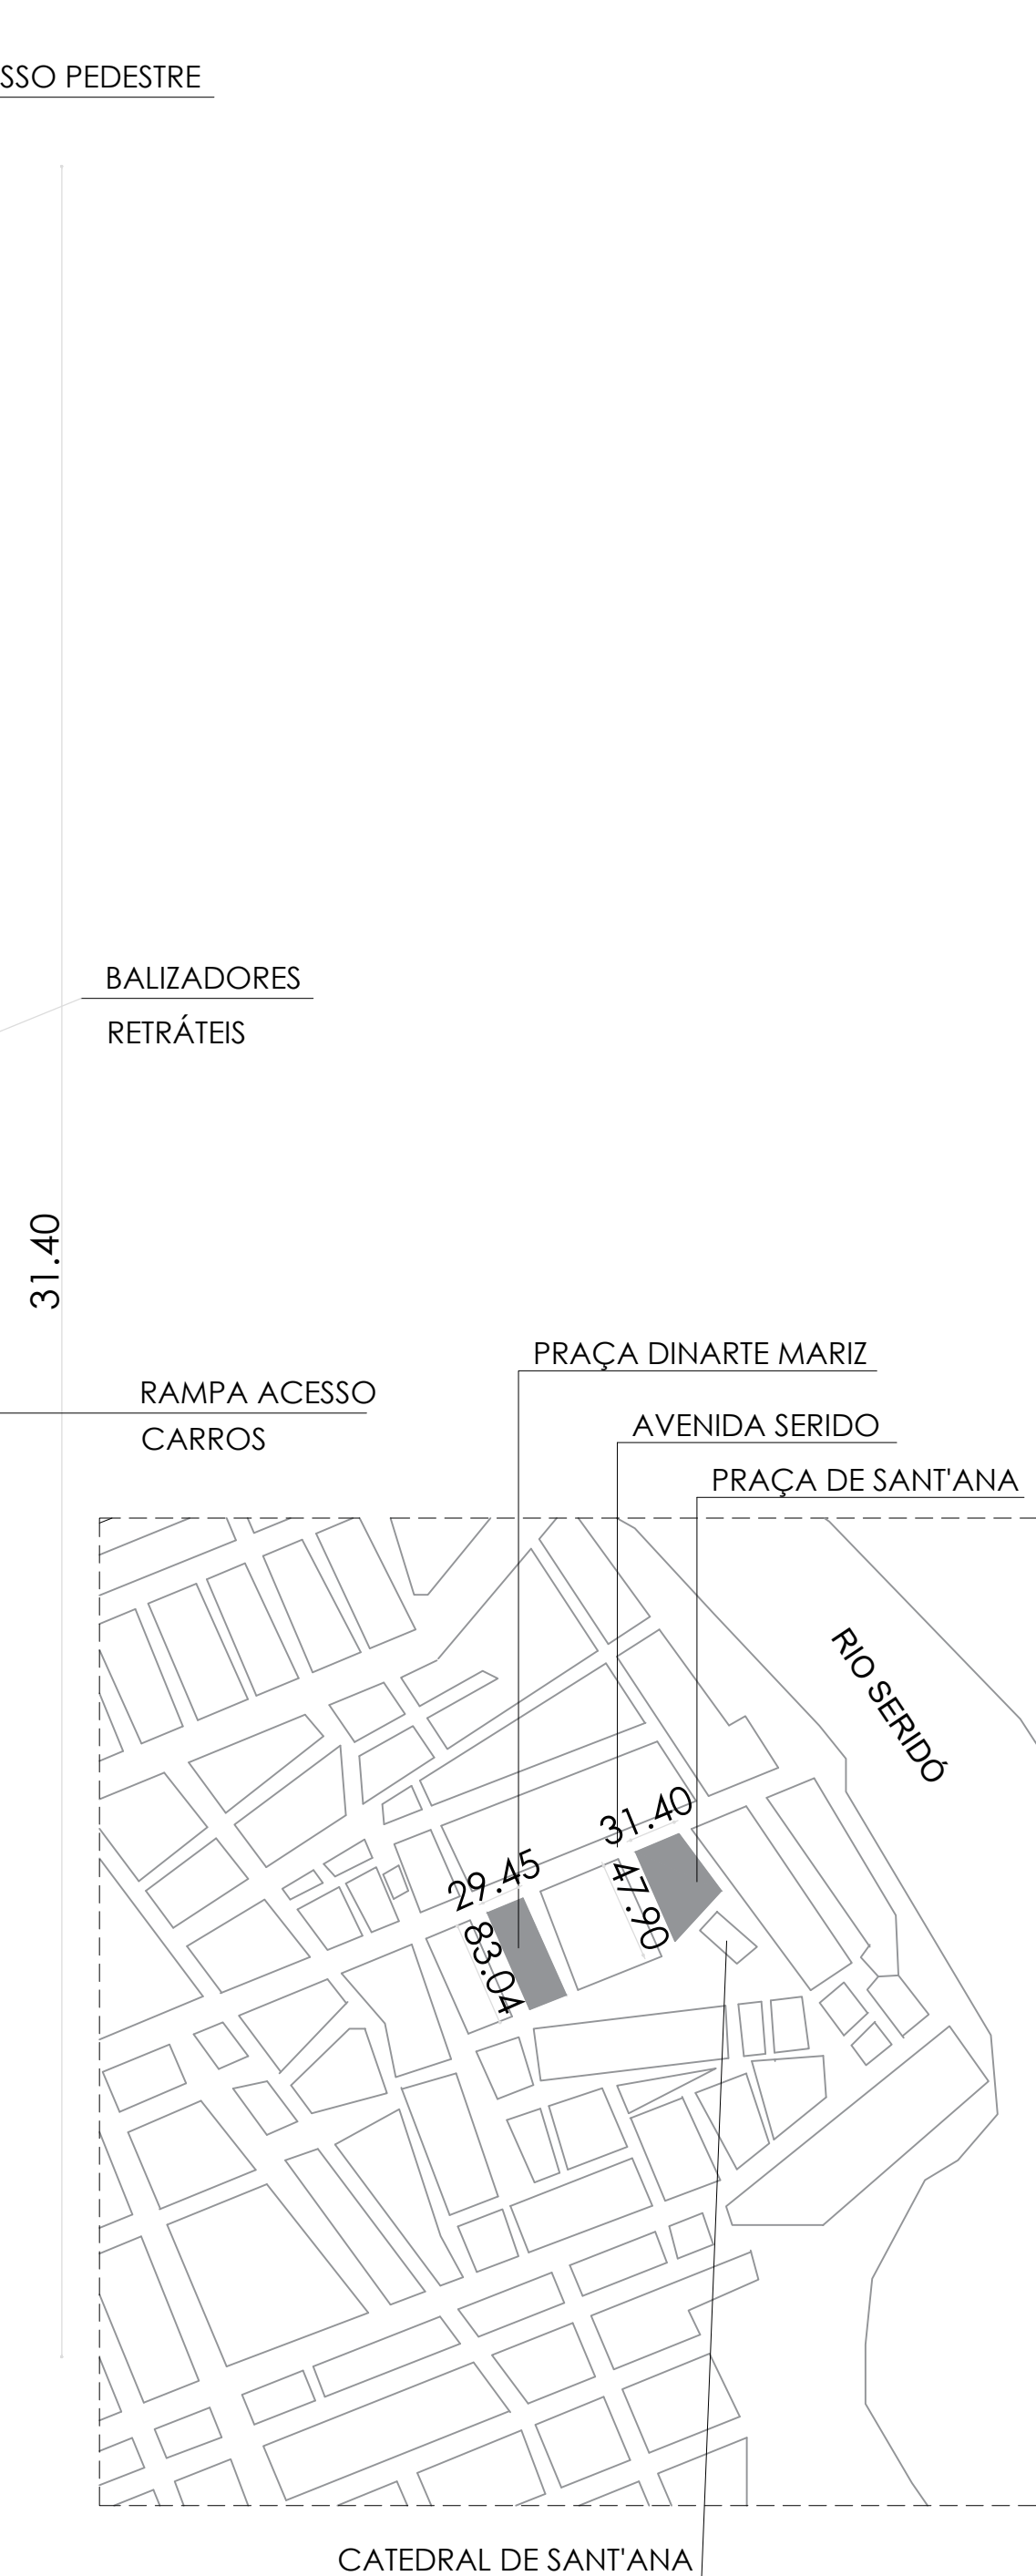 SSO PEDESTRE
BALIZADORES
RETRÁTEIS
31.40
PRAÇA DINARTE MARIZ
RAMPA ACESSO
CARROS
AVENIDA SERIDO
PRAÇA DE SANT'ANA
RIO SERIDÓ
31.40
29.45
47.90
83.04
CATEDRAL DE SANT'ANA